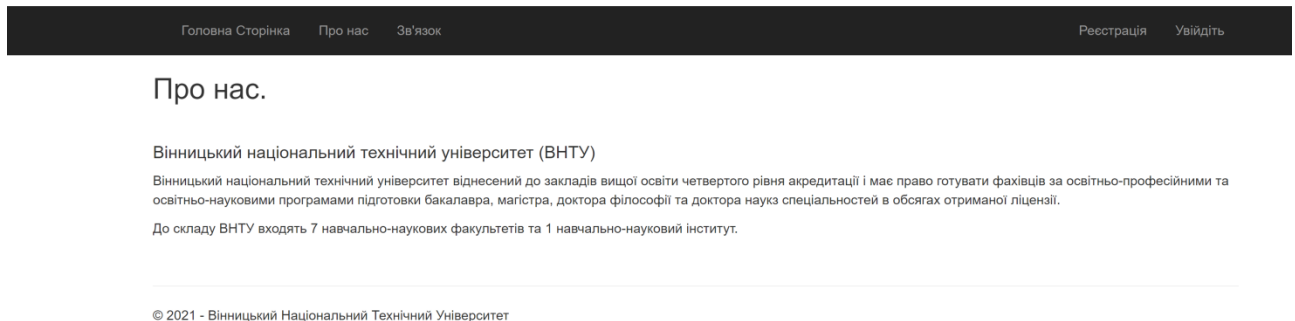 Головна Сторінка Про нас Зв'язок Реєстрація Увійдіть
Про нас.
Вінницький національний технічний університет (ВНТУ)
Вінницький національний технічний університет віднесений до закладів вищої освіти четвертого рівня акредитації і має право готувати фахівців за освітньо-професійними та
освітньо-науковими програмами підготовки бакалавра, магістра, доктора філософії та доктора наукз спеціальностей в обсягах отриманої ліцензії.
До складу ВНТУ входять 7 навчально-наукових факультетів та 1 навчально-науковий інститут.
© 2021 - Вінницький Національний Технічний Університет